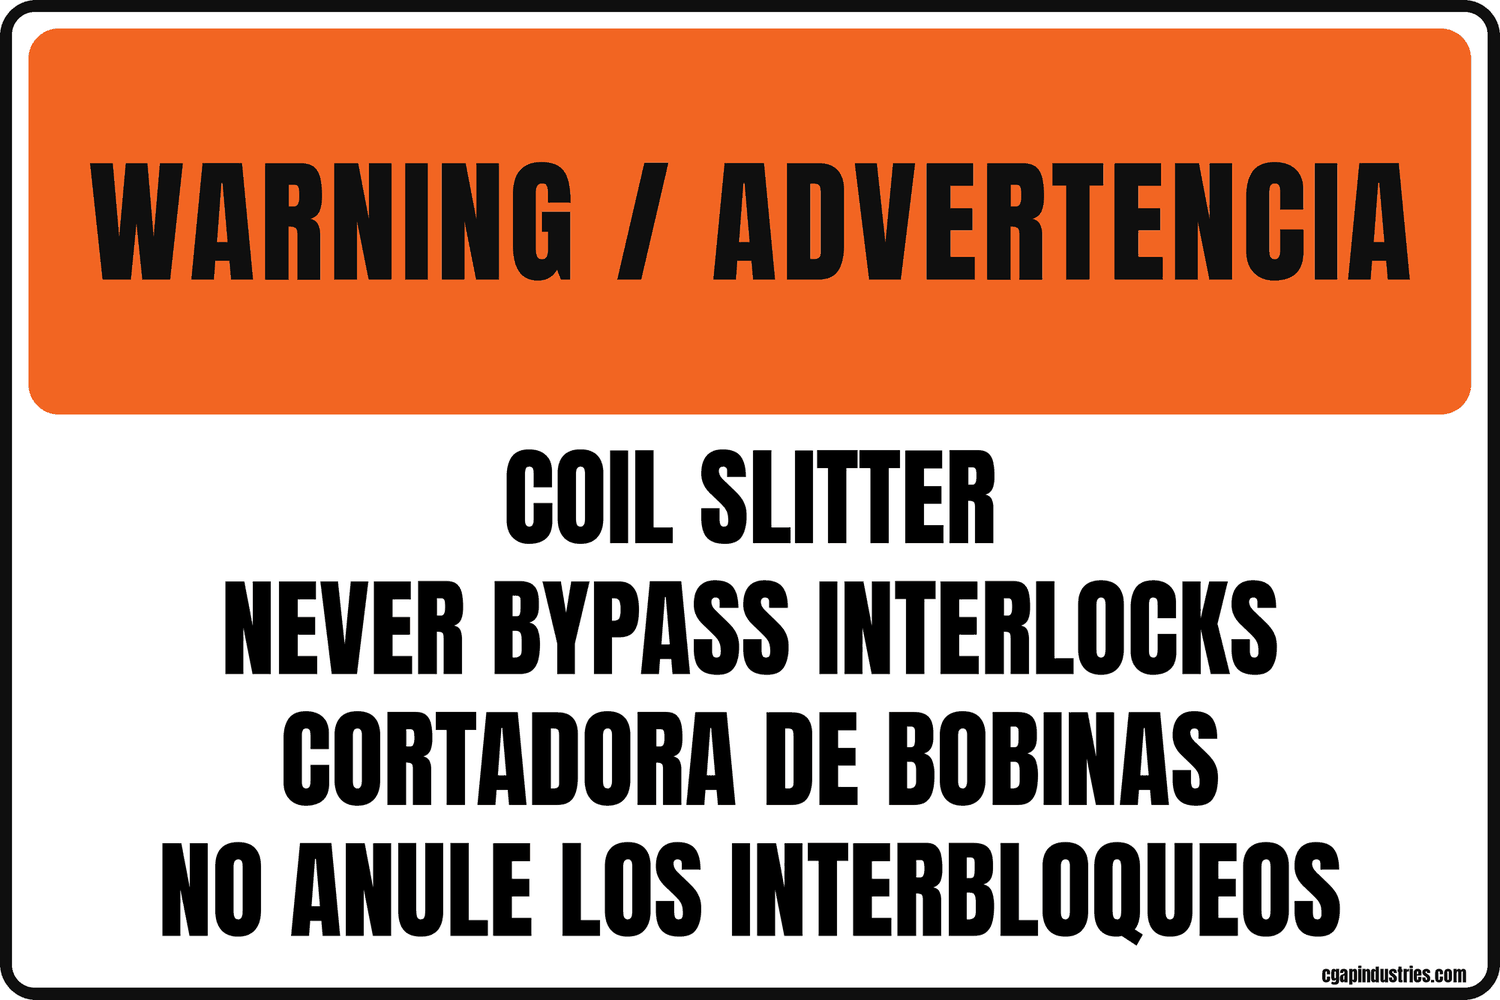 WARNING / ADVERTENCIA
COIL SLITTER
NEVER BYPASS INTERLOCKS
CORTADORA DE BOBINAS
NO ANULE LOS INTERBLOQUEOS
cgapindustries.com